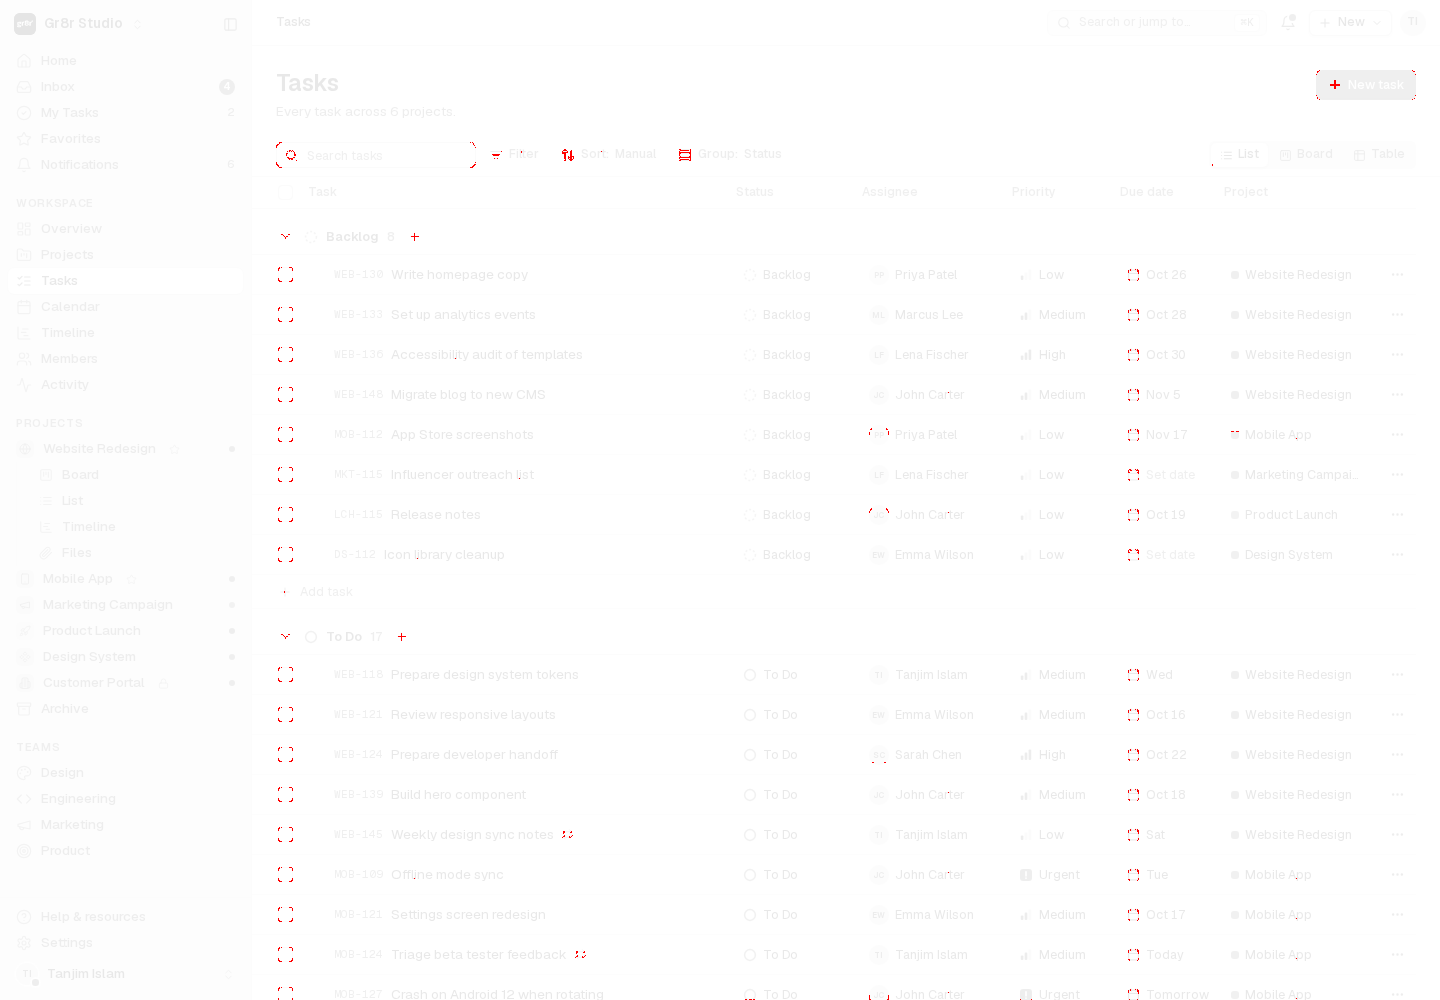 Gr8r Studio
Home
Inbox 4
My Tasks 2
Favorites
Notifications 6
WORKSPACE
Overview
Projects
Tasks
Calendar
Timeline
Members
Activity
PROJECTS
Website Redesign
Board
List
Timeline
Files
Mobile App
Marketing Campaign
Product Launch
Design System
Customer Portal
Archive
TEAMS
Design
Engineering
Marketing
Product
Help & resources
Settings
TI Tanjim Islam
Tasks Search or jump to... ⌘K New TI
Tasks
New task
Every task across 6 projects.
Search tasks Filter Sort: Manual Group: Status List Board Table
Task Status Assignee Priority Due date Project
Backlog 8
WEB-130 Write homepage copy Backlog PP Priya Patel Low Oct 26 Website Redesign
WEB-133 Set up analytics events Backlog ML Marcus Lee Medium Oct 28 Website Redesign
WEB-136 Accessibility audit of templates Backlog LF Lena Fischer High Oct 30 Website Redesign
WEB-148 Migrate blog to new CMS Backlog JC John Carter Medium Nov 5 Website Redesign
MOB-112 App Store screenshots Backlog PP Priya Patel Low Nov 17 Mobile App
MKT-115 Influencer outreach list Backlog LF Lena Fischer Low Set date Marketing Campai...
LCH-115 Release notes Backlog JC John Carter Low Oct 19 Product Launch
DS-112 Icon library cleanup Backlog EW Emma Wilson Low Set date Design System
Add task
To Do 17
WEB-118 Prepare design system tokens To Do TI Tanjim Islam Medium Wed Website Redesign
WEB-121 Review responsive layouts To Do EW Emma Wilson Medium Oct 16 Website Redesign
WEB-124 Prepare developer handoff To Do SC Sarah Chen High Oct 22 Website Redesign
WEB-139 Build hero component To Do JC John Carter Medium Oct 18 Website Redesign
WEB-145 Weekly design sync notes To Do TI Tanjim Islam Low Sat Website Redesign
MOB-109 Offline mode sync To Do JC John Carter Urgent Tue Mobile App
MOB-121 Settings screen redesign To Do EW Emma Wilson Medium Oct 17 Mobile App
MOB-124 Triage beta tester feedback To Do TI Tanjim Islam Medium Today Mobile App
MOB-127 Crash on Android 12 when rotating To Do JC John Carter Urgent Tomorrow Mobile App